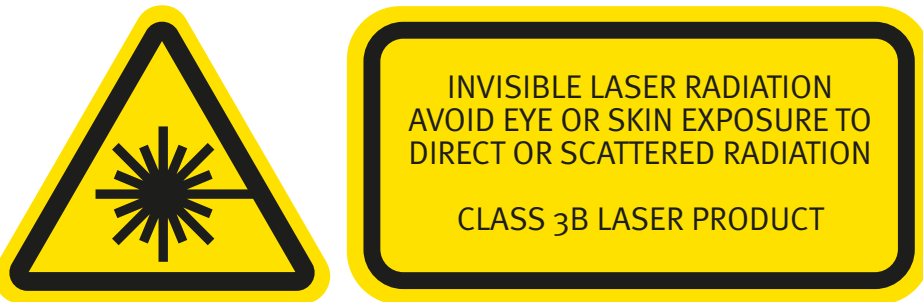 INVISIBLE LASER RADIATION
AVOID EYE OR SKIN EXPOSURE TO
DIRECT OR SCATTERED RADIATION
CLASS 3B LASER PRODUCT